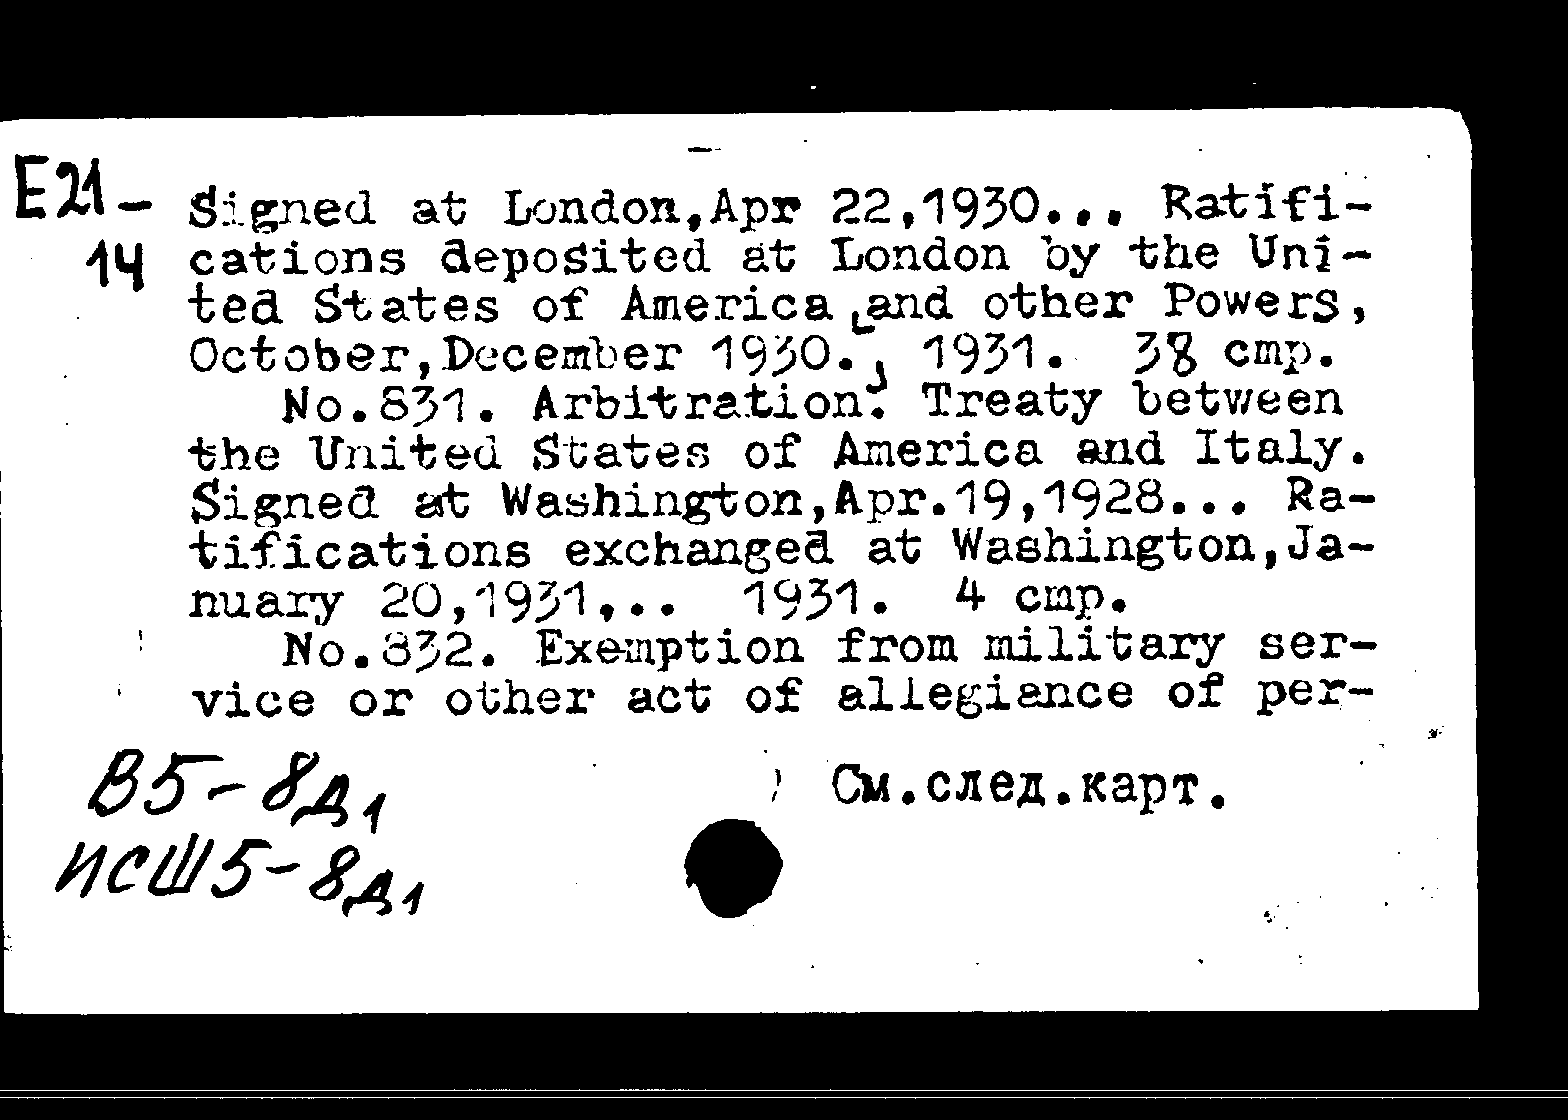 E21-
14
Signed at London,Apr 22,1930... Ratifi-
cations deposited at London by the Uni-
ted States of America and other Powers,
October,December 1930., 1931. 38 стр.
No.831. Arbitration. Treaty between
the United States of America and Italy.
Signed at Washington,Apr.19,1928... Ra-
tifications exchanged at Washington,Ja-
nuary 20,1931... 1931. 4 стр.
No.832. Exemption from military ser-
vice or other act of allegiance of per-
В5-8д1
См.след.карт.
ИСШ5-8д1